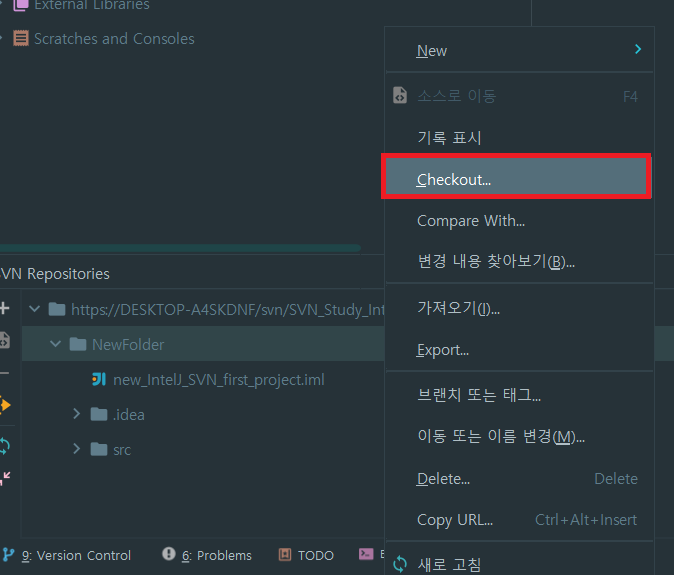 External Libraries
Scratches and Consoles
New
소스로 이동 F4
기록 표시
Checkout...
Compare With...
변경 내용 찾아보기(B)...
가져오기(I)...
Export...
브랜치 또는 태그...
이동 또는 이름 변경(M)...
Delete... Delete
Copy URL... Ctrl+Alt+Insert
새로 고침
SVN Repositories
https://DESKTOP-A4SKDNF/svn/SVN_Study_Int
NewFolder
new_IntelJ_SVN_first_project.iml
.idea
src
9: Version Control 6: Problems TODO